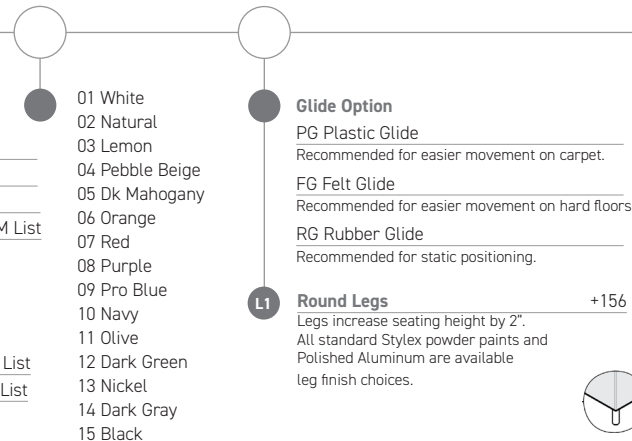 M List
List
List
01 White
02 Natural
03 Lemon
04 Pebble Beige
05 Dk Mahogany
06 Orange
07 Red
08 Purple
09 Pro Blue
10 Navy
11 Olive
12 Dark Green
13 Nickel
14 Dark Gray
15 Black
Glide Option
PG Plastic Glide
Recommended for easier movement on carpet.
FG Felt Glide
Recommended for easier movement on hard floors
RG Rubber Glide
Recommended for static positioning.
L1 Round Legs +156
Legs increase seating height by 2".
All standard Stylex powder paints and
Polished Aluminum are available
leg finish choices.